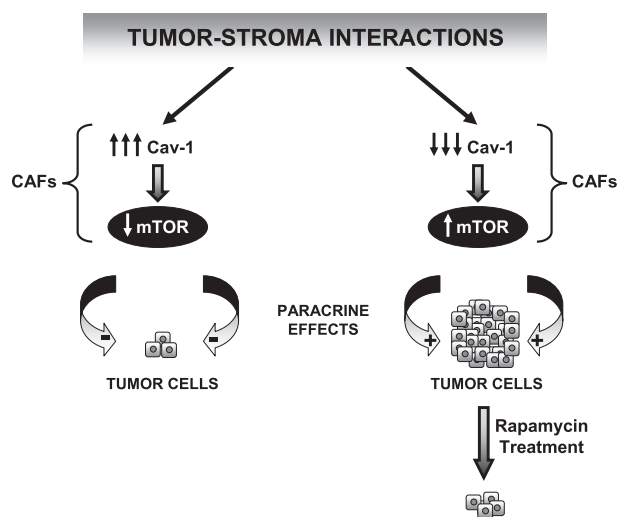 TUMOR-STROMA INTERACTIONS
↑↑↑ Cav-1
↓↓↓ Cav-1
CAFs
CAFs
↓ mTOR
↑ mTOR
PARACRINE
EFFECTS
- -
+ +
TUMOR CELLS
TUMOR CELLS
Rapamycin
Treatment